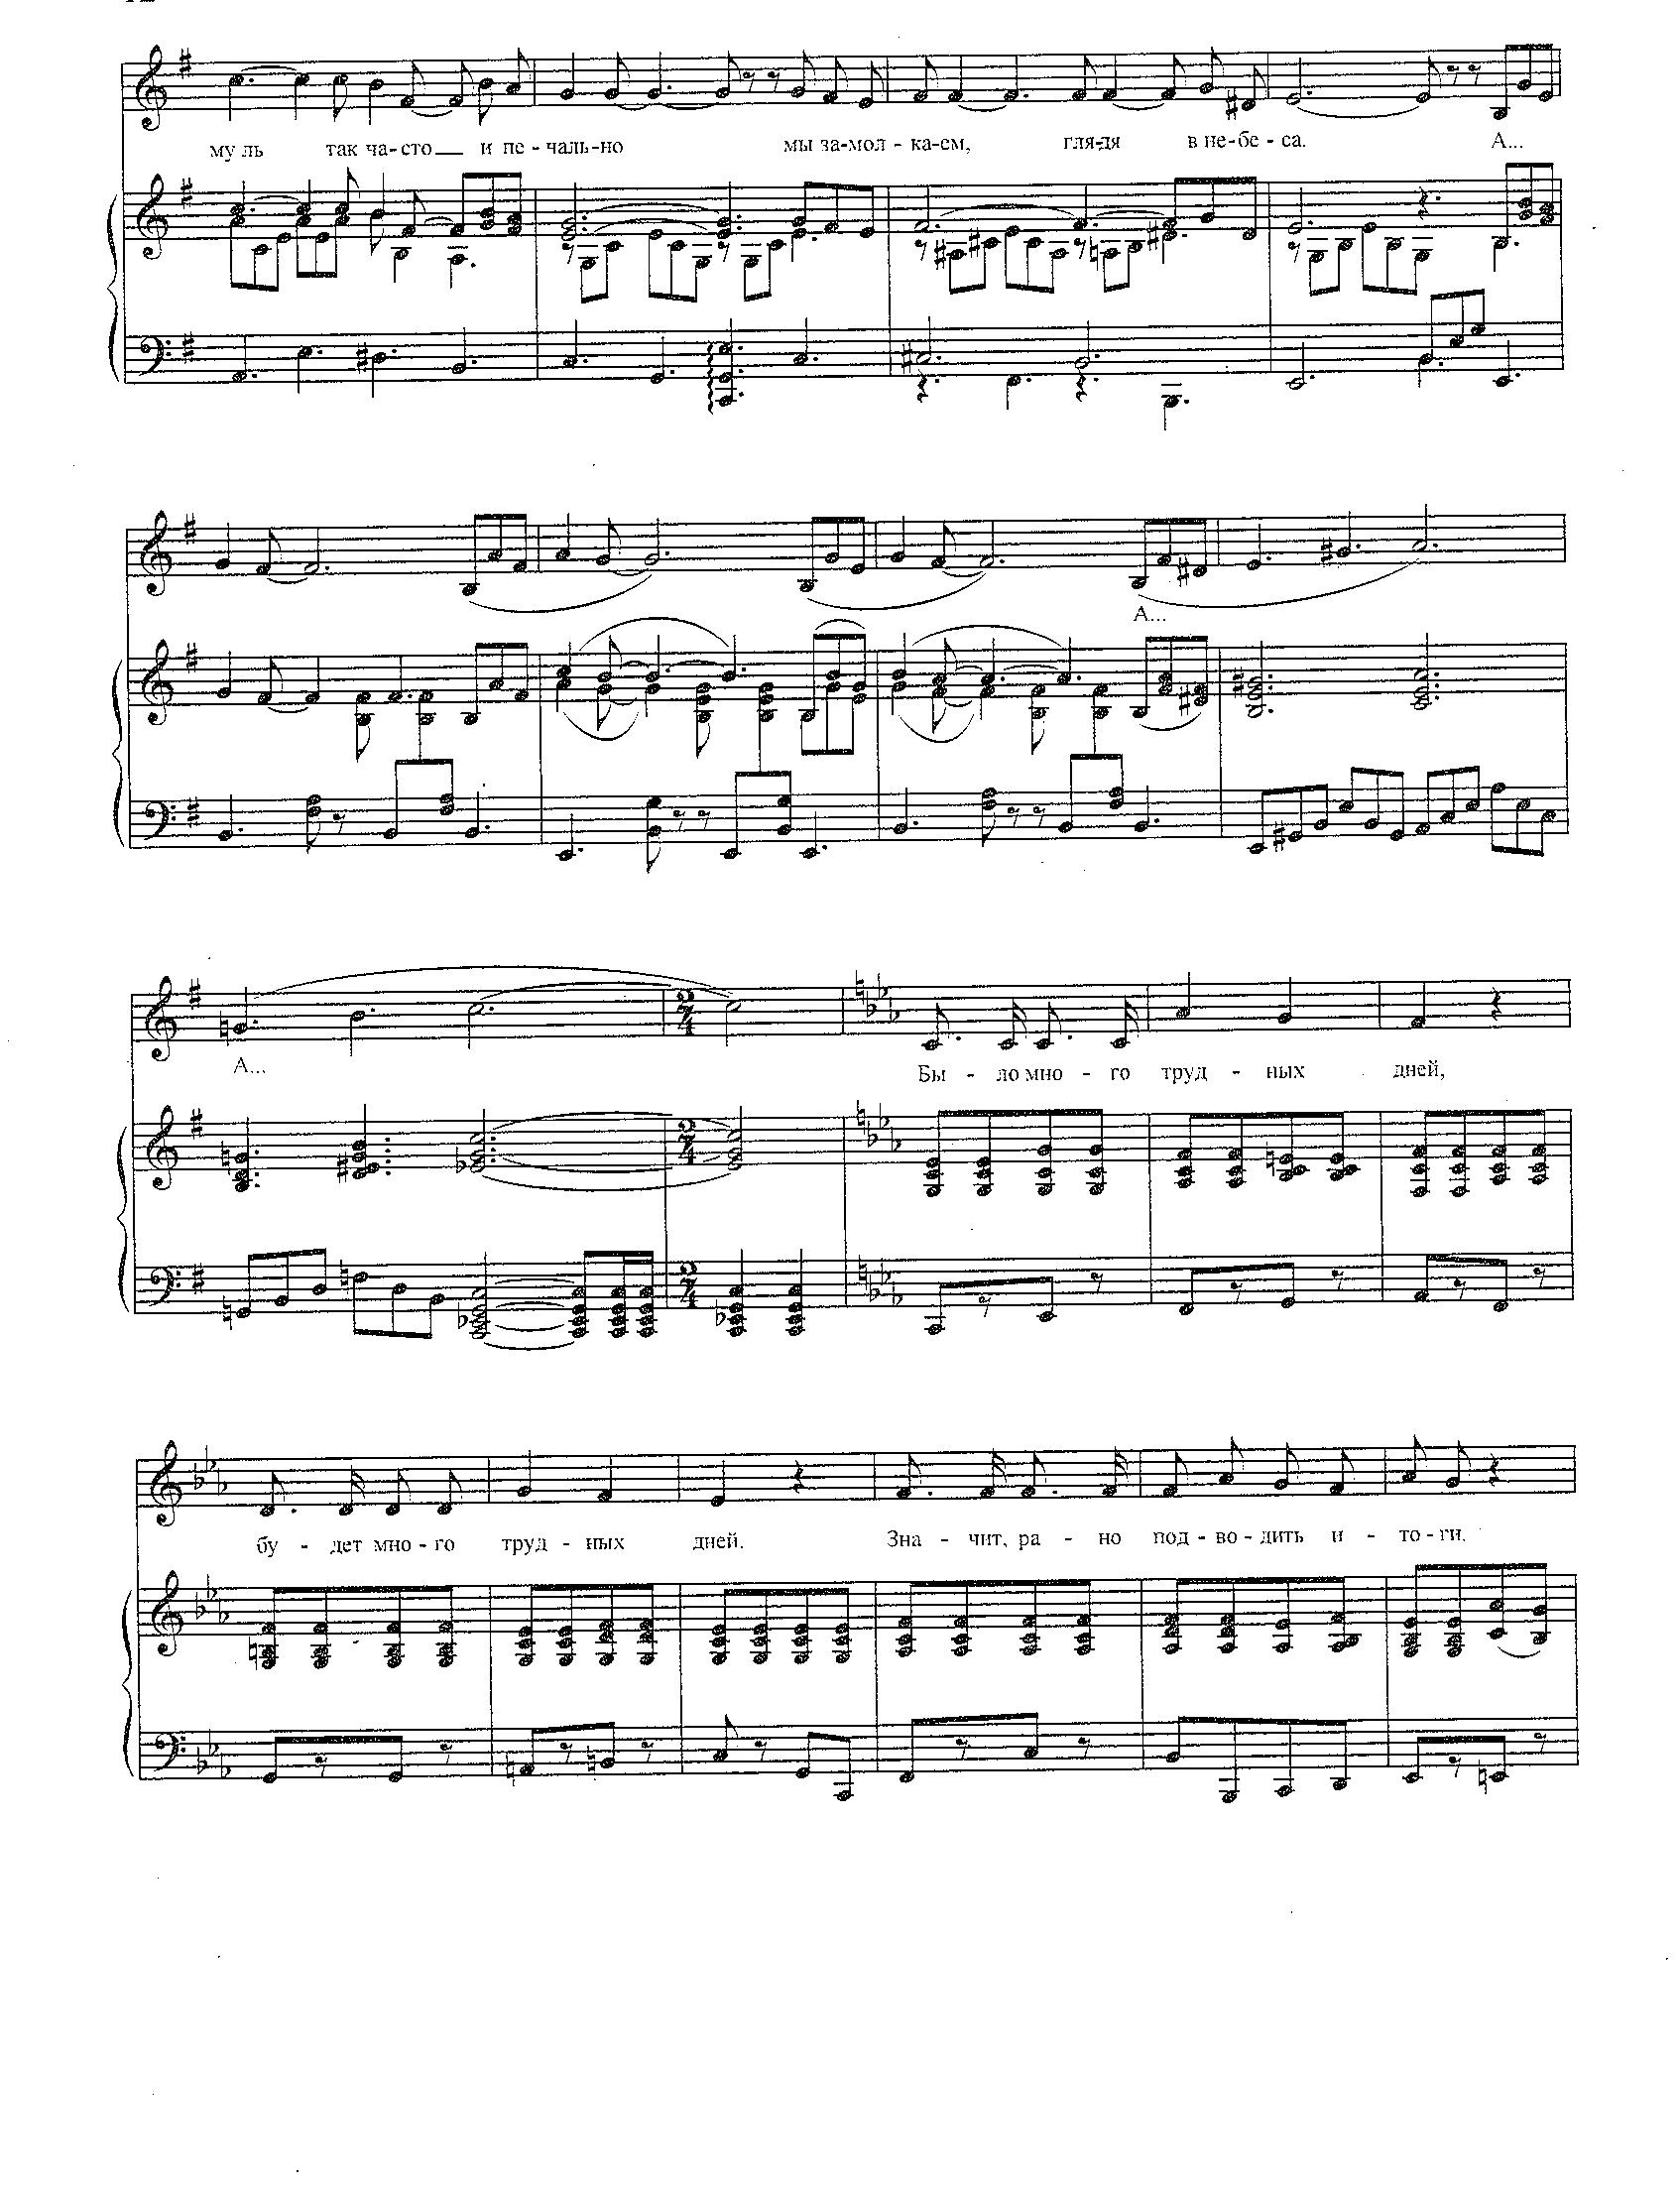 му ль так ча-сто и пе-чаль-но мы за-мол-ка-ем, гля-дя в не-бе-са. А...
А...
А... Бы - ло мно - го труд - ных дней,
бу - дет мно - го труд - ных дней. Зна - чит, ра - но под - во - дить и - то - ги.